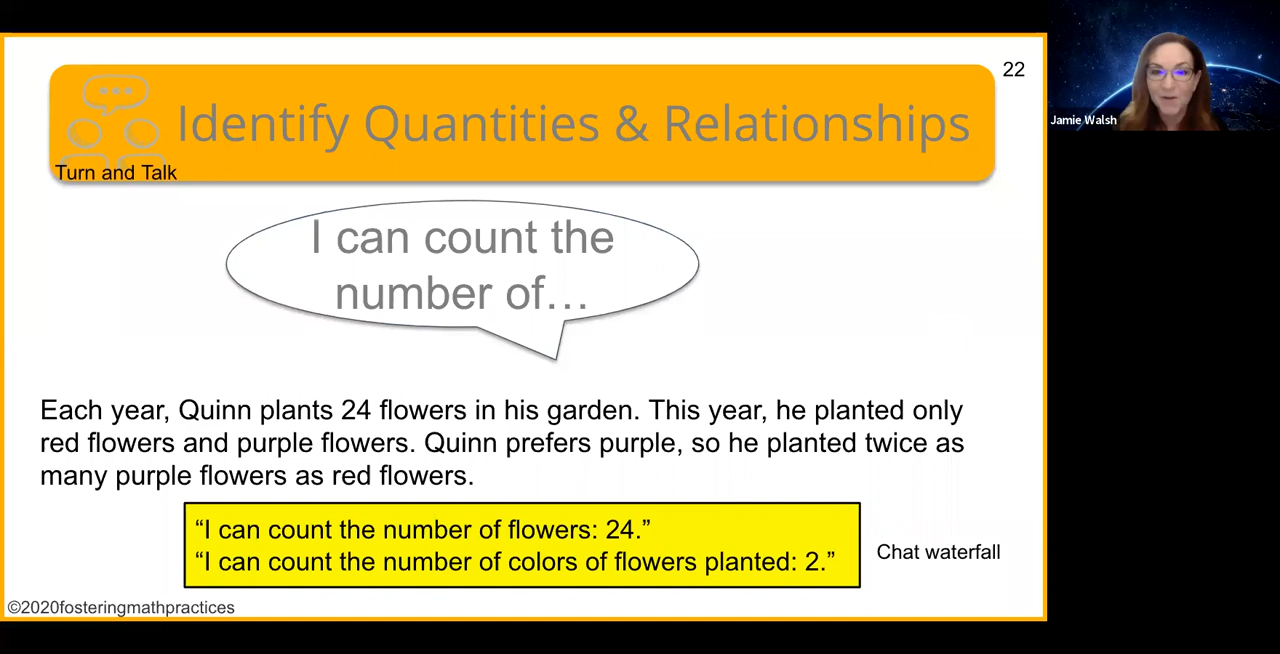 22
Identify Quantities & Relationships
Turn and Talk
I can count the
number of…
Each year, Quinn plants 24 flowers in his garden. This year, he planted only
red flowers and purple flowers. Quinn prefers purple, so he planted twice as
many purple flowers as red flowers.
“I can count the number of flowers: 24.”
“I can count the number of colors of flowers planted: 2.”
Chat waterfall
©2020fosteringmathpractices
Jamie Walsh